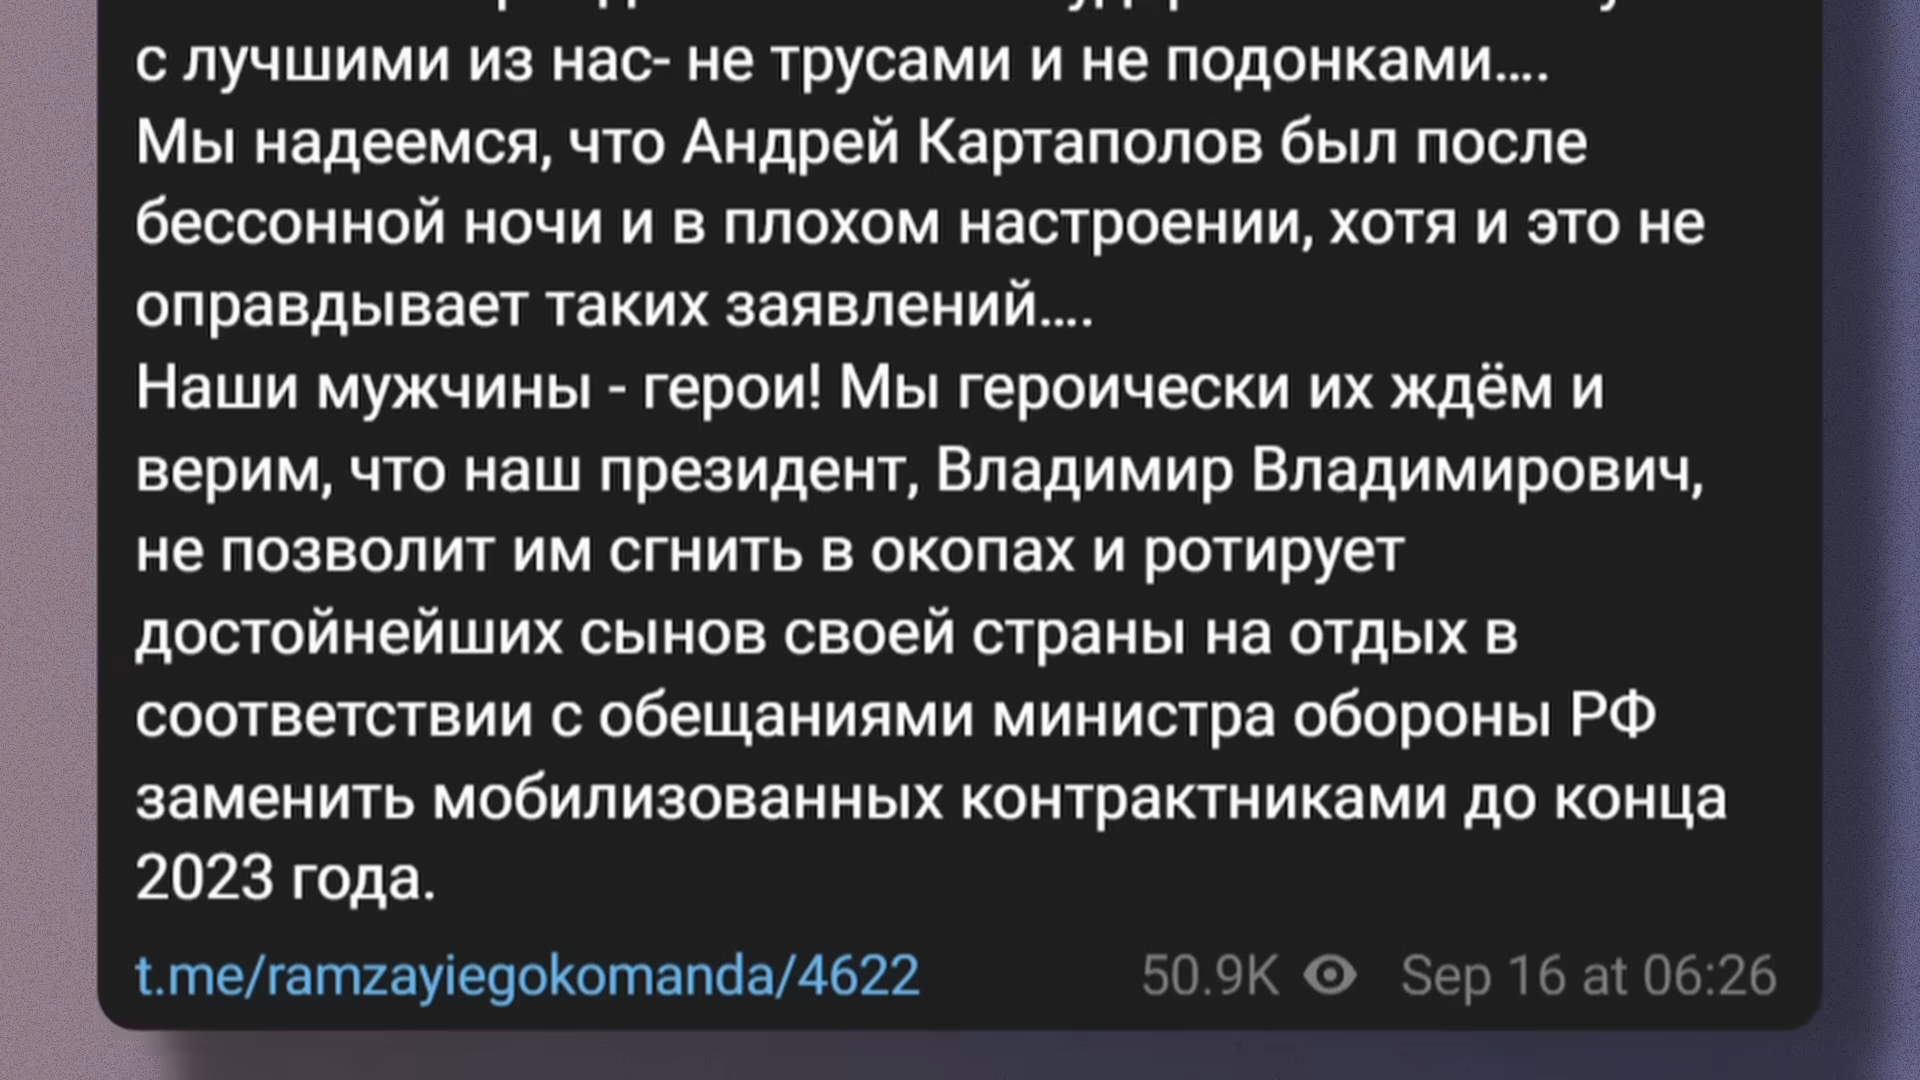 с лучшими из нас- не трусами и не подонками....
Мы надеемся, что Андрей Картаполов был после
бессонной ночи и в плохом настроении, хотя и это не
оправдывает таких заявлений....
Наши мужчины - герои! Мы героически их ждём и
верим, что наш президент, Владимир Владимирович,
не позволит им сгнить в окопах и ротирует
достойнейших сынов своей страны на отдых в
соответствии с обещаниями министра обороны РФ
заменить мобилизованных контрактниками до конца
2023 года.
t.me/ramzayiegokomanda/4622 50.9K Sep 16 at 06:26